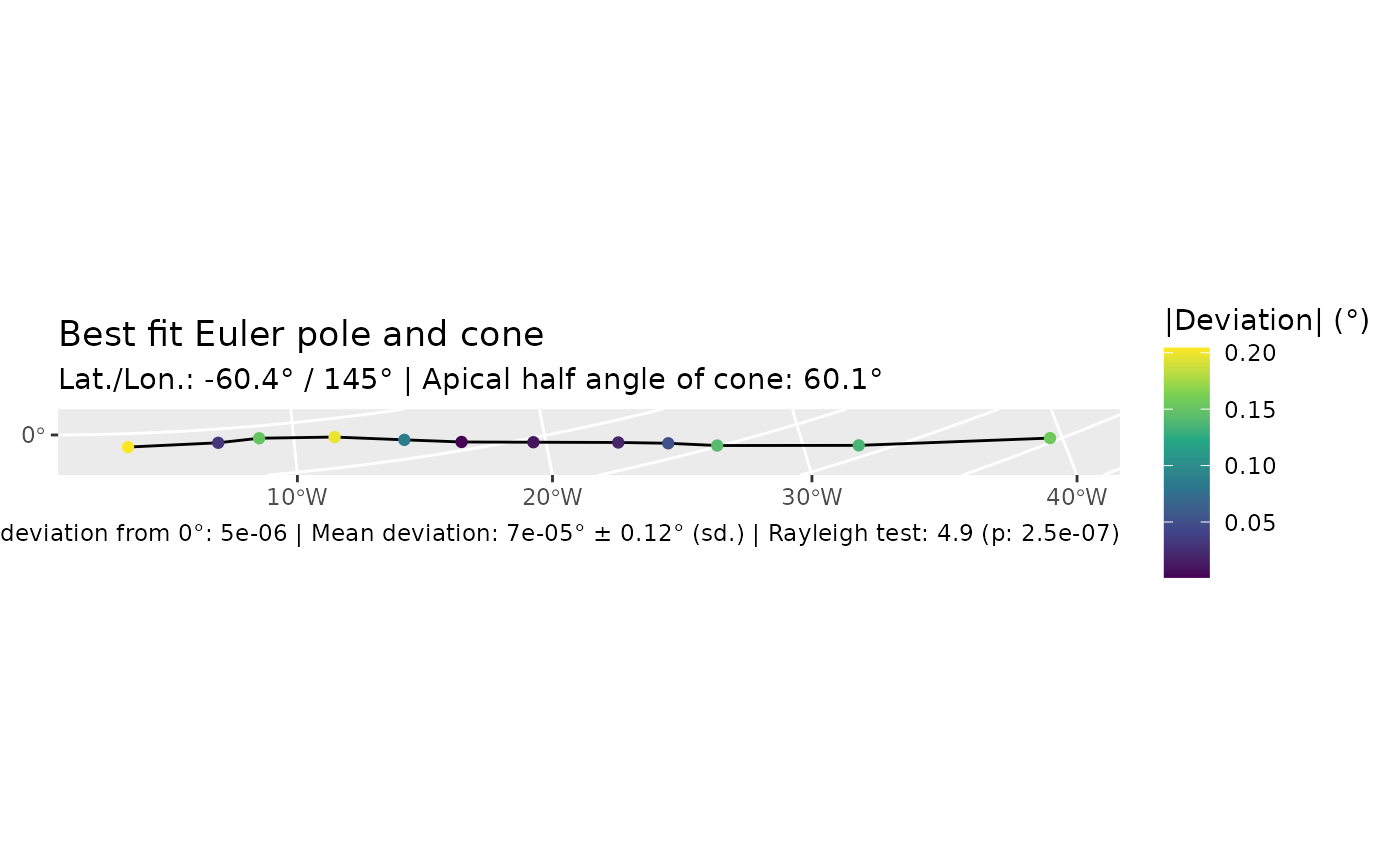 Best fit Euler pole and cone
Lat./Lon.: -60.4° / 145° | Apical half angle of cone: 60.1°
0°
10°W
20°W
30°W
40°W
deviation from 0°: 5e-06 | Mean deviation: 7e-05° ± 0.12° (sd.) | Rayleigh test: 4.9 (p: 2.5e-07)
|Deviation| (°)
0.20
0.15
0.10
0.05